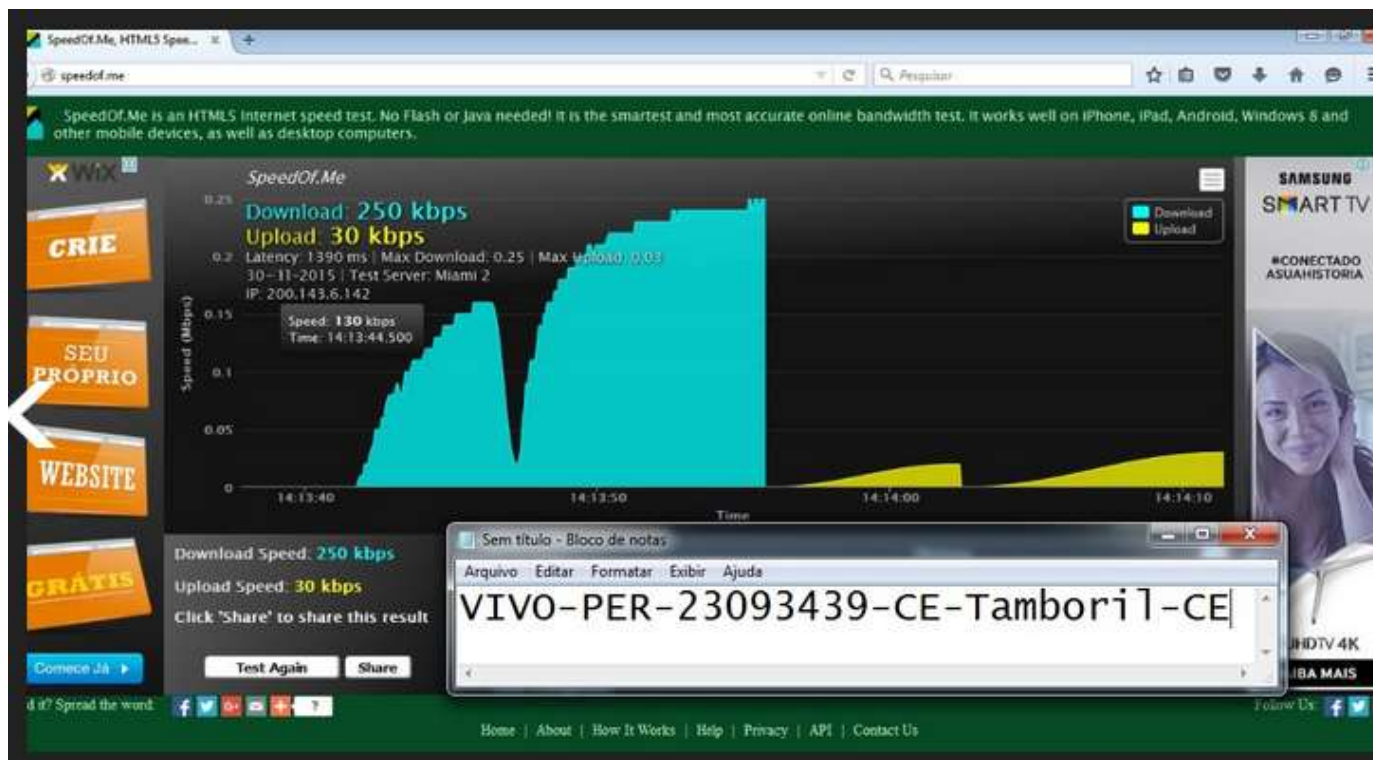 SpeedOf.Me, HTML5 Spee...
speedof.me
Pesquisar
SpeedOf.Me is an HTML5 Internet speed test. No Flash or Java needed! It is the smartest and most accurate online bandwidth test. It works well on iPhone, iPad, Android, Windows 8 and
other mobile devices, as well as desktop computers.
WiX
CRIE
SEU
PRÓPRIO
WEBSITE
GRÁTIS
Comece Já
SpeedOf.Me
Download: 250 kbps
Upload: 30 kbps
Latency: 1390 ms | Max Download: 0.25 | Max Upload: 0.03
30-11-2015 | Test Server: Miami 2
IP: 200.143.6.142
Speed: 130 kbps
Time: 14:13:44.500
Download
Upload
Speed (Mbps)
0.25
0.2
0.15
0.1
0.05
0
14:13:40 14:13:50 14:14:00 14:14:10
Time
SAMSUNG
SMART TV
#CONECTADO
ASUAHISTORIA
UHDTV 4K
IBA MAIS
Download Speed: 250 kbps
Upload Speed: 30 kbps
Click 'Share' to share this result
Test Again Share
Sem título - Bloco de notas
Arquivo Editar Formatar Exibir Ajuda
VIVO-PER-23093439-CE-Tamboril-CE
d it? Spread the word:
?
Follow Us:
Home | About | How It Works | Help | Privacy | API | Contact Us